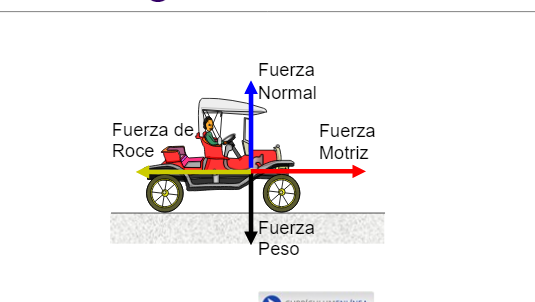 Fuerza
Normal
Fuerza de
Roce
Fuerza
Motriz
Fuerza
Peso